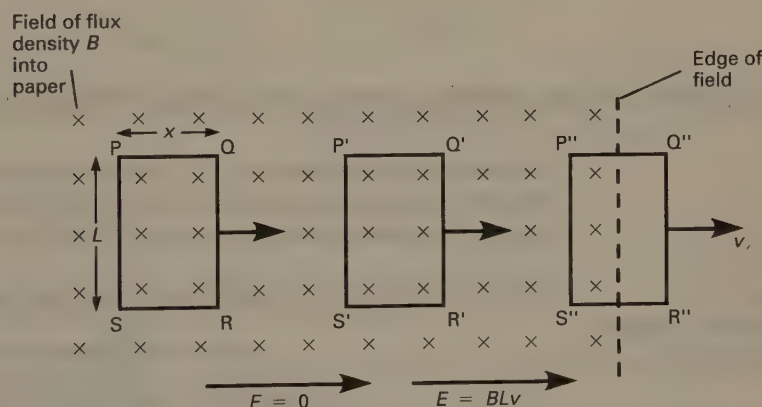 Field of flux
density B
into
paper
Edge of
field
x
P Q P' Q' P'' Q''
L
v
S R S' R' S'' R''
E = 0 E = BLv